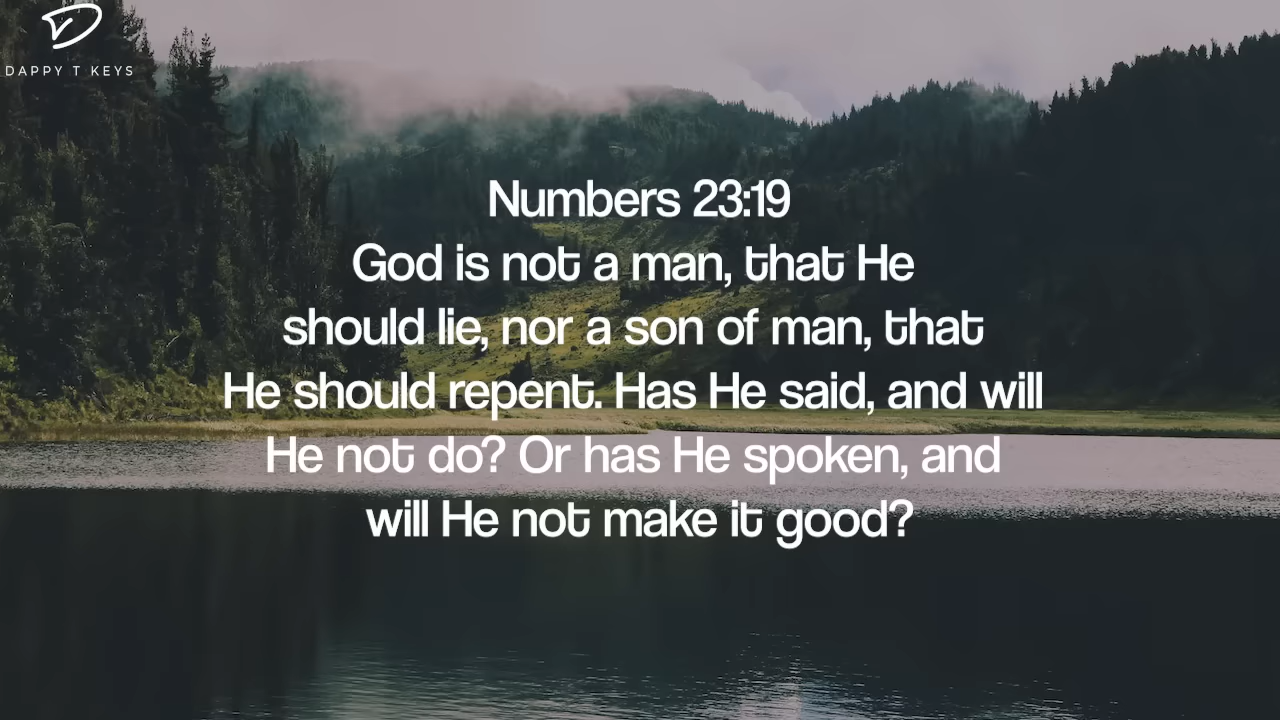 DAPPY T KEYS
Numbers 23:19
God is not a man, that He
should lie, nor a son of man, that
He should repent. Has He said, and will
He not do? Or has He spoken, and
will He not make it good?